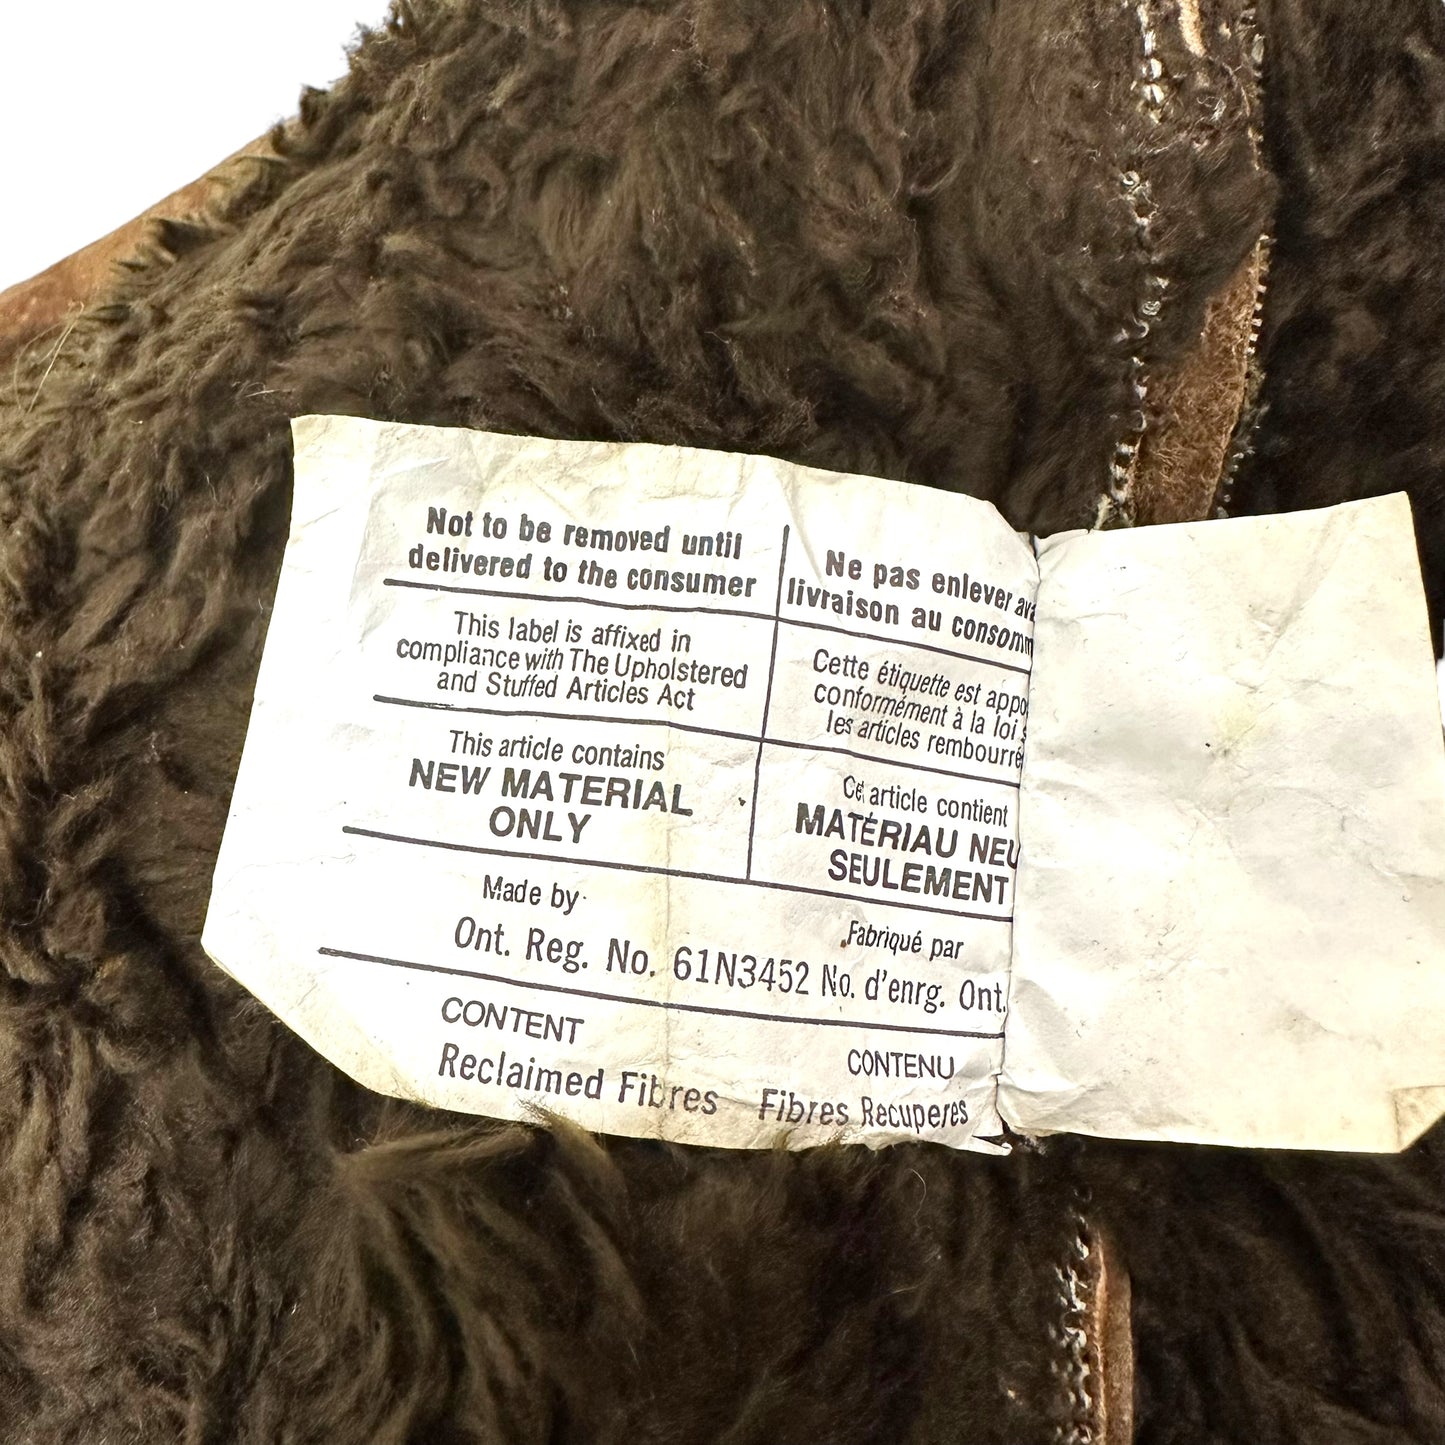 Not to be removed until
delivered to the consumer
This label is affixed in
compliance with The Upholstered
and Stuffed Articles Act
This article contains
NEW MATERIAL
ONLY
Ne pas enlever
livraison au
Cette étiquette est
conformément à la loi
les articles
Cet article contient
MATÉRIAU
SEULEMENT
Made by
Fabriqué par
Ont. Reg. No. 61N3452 No. d'enrg. Ont.
CONTENT
Reclaimed Fibres
CONTENU
Fibres Recuperes